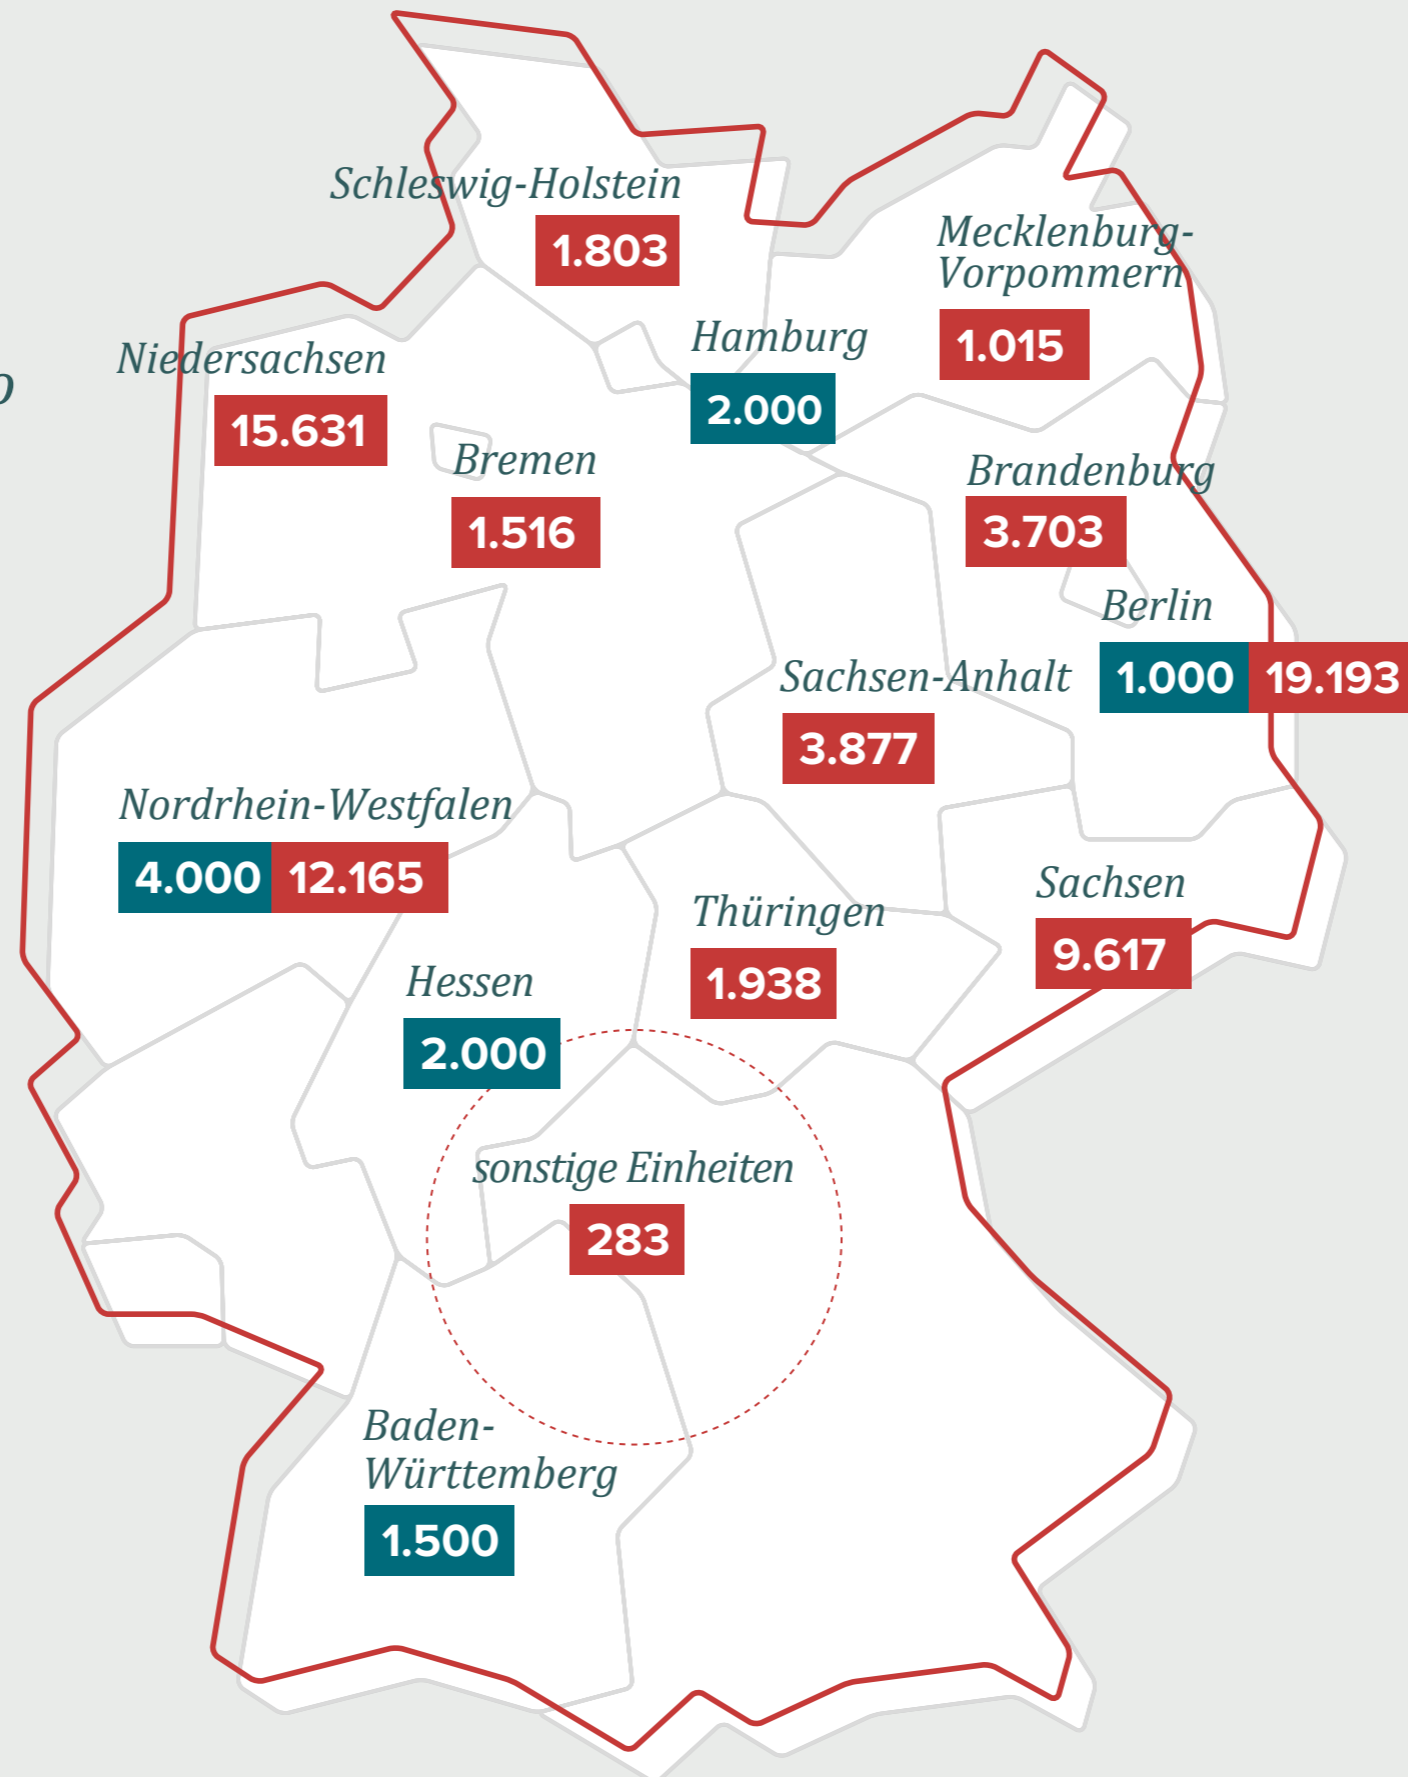 Schleswig-Holstein
1.803
Mecklenburg-
Vorpommern
1.015
Hamburg
2.000
Niedersachsen
15.631
o
Bremen
1.516
Brandenburg
3.703
Berlin
1.000 19.193
Sachsen-Anhalt
3.877
Nordrhein-Westfalen
4.000 12.165
Sachsen
9.617
Thüringen
1.938
Hessen
2.000
sonstige Einheiten
283
Baden-
Württemberg
1.500